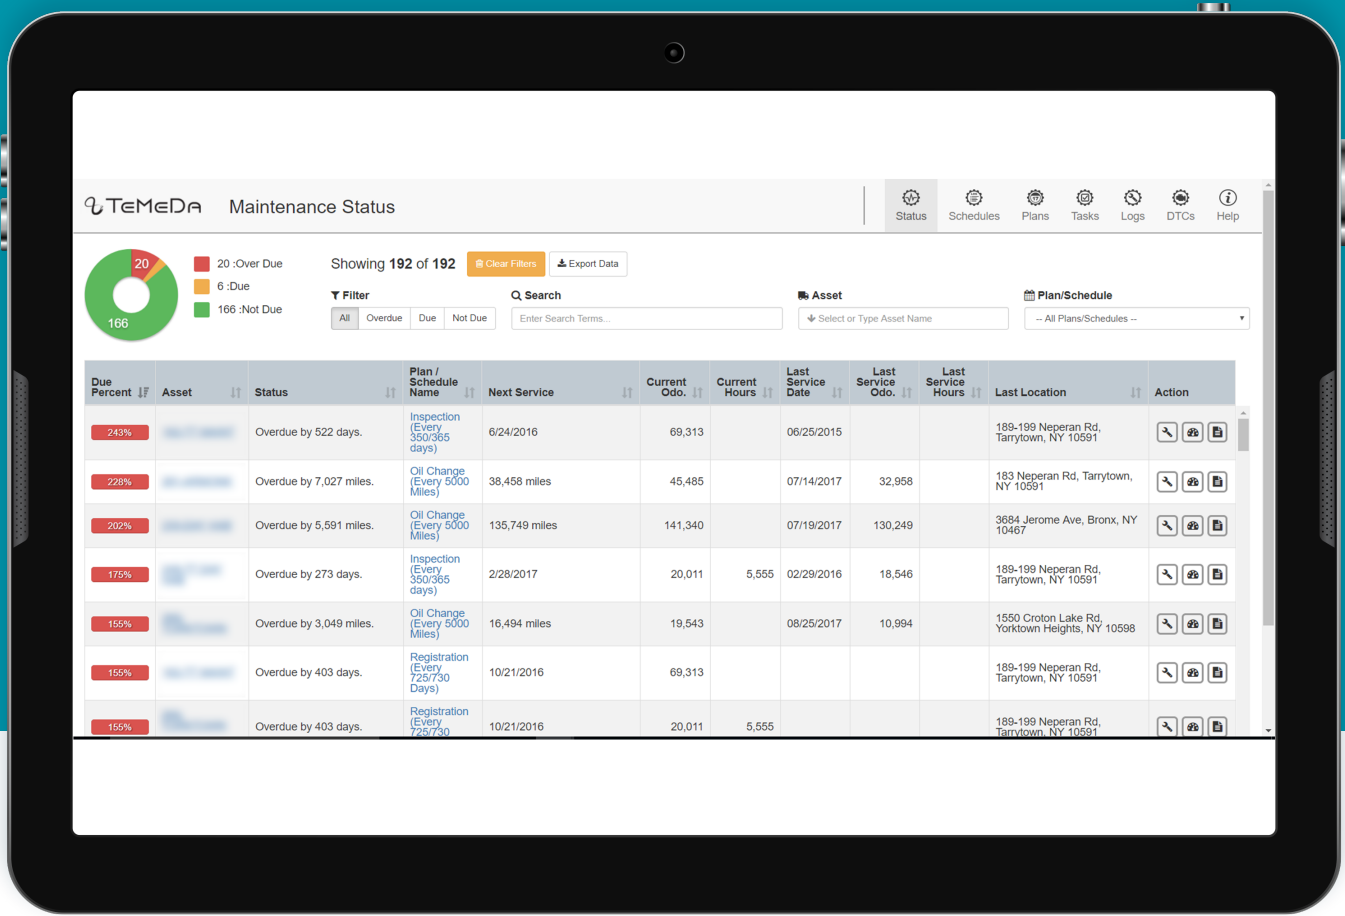 TeMeDa Maintenance Status
Status Schedules Plans Tasks Logs DTCs Help
20
166
20 :Over Due
6 :Due
166 :Not Due
Showing 192 of 192 Clear Filters Export Data
Filter Search Asset Plan/Schedule
All Overdue Due Not Due Enter Search Terms... Select or Type Asset Name -- All Plans/Schedules --
Due Percent Asset Status Plan / Schedule Name Next Service Current Odo. Current Hours Last Service Date Last Service Odo. Last Service Hours Last Location Action
243% Overdue by 522 days. Inspection (Every 350/365 days) 6/24/2016 69,313 06/25/2015 189-199 Neperan Rd, Tarrytown, NY 10591
228% Overdue by 7,027 miles. Oil Change (Every 5000 Miles) 38,458 miles 45,485 07/14/2017 32,958 183 Neperan Rd, Tarrytown, NY 10591
202% Overdue by 5,591 miles. Oil Change (Every 5000 Miles) 135,749 miles 141,340 07/19/2017 130,249 3684 Jerome Ave, Bronx, NY 10467
175% Overdue by 273 days. Inspection (Every 350/365 days) 2/28/2017 20,011 5,555 02/29/2016 18,546 189-199 Neperan Rd, Tarrytown, NY 10591
155% Overdue by 3,049 miles. Oil Change (Every 5000 Miles) 16,494 miles 19,543 08/25/2017 10,994 1550 Croton Lake Rd, Yorktown Heights, NY 10598
155% Overdue by 403 days. Registration (Every 725/730 Days) 10/21/2016 69,313 189-199 Neperan Rd, Tarrytown, NY 10591
155% Overdue by 403 days. Registration (Every 725/730 10/21/2016 20,011 5,555 189-199 Neperan Rd, Tarrytown, NY 10591